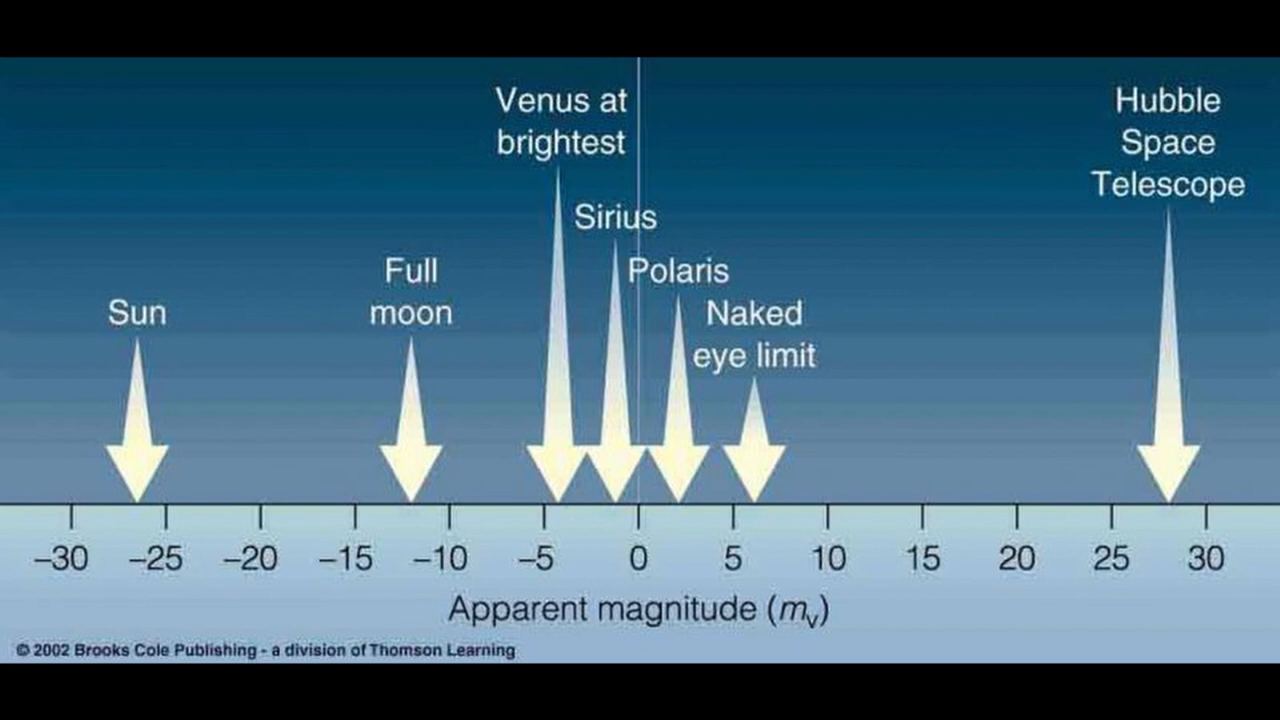 Venus at
brightest
Hubble
Space
Telescope
Sirius
Full
moon
Polaris
Sun
Naked
eye limit
–30 –25 –20 –15 –10 –5 0 5 10 15 20 25 30
Apparent magnitude (mv)
© 2002 Brooks Cole Publishing - a division of Thomson Learning